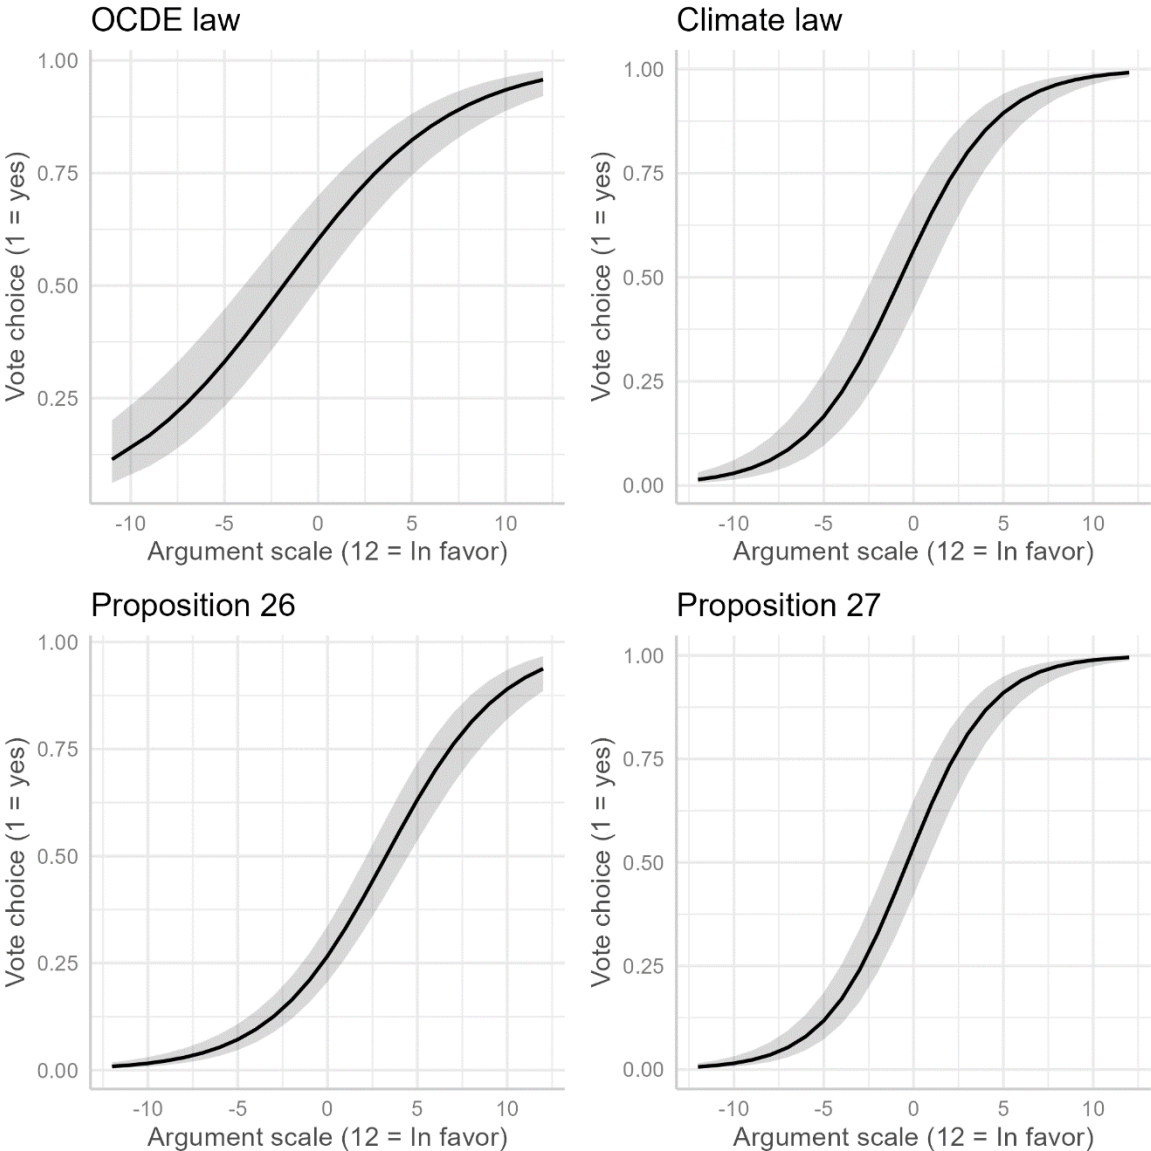 OCDE law
Vote choice (1 = yes)
1.00
0.75
0.50
0.25
-10 -5 0 5 10
Argument scale (12 = In favor)
Climate law
Vote choice (1 = yes)
1.00
0.75
0.50
0.25
0.00
-10 -5 0 5 10
Argument scale (12 = In favor)
Proposition 26
Vote choice (1 = yes)
1.00
0.75
0.50
0.25
0.00
-10 -5 0 5 10
Argument scale (12 = In favor)
Proposition 27
Vote choice (1 = yes)
1.00
0.75
0.50
0.25
0.00
-10 -5 0 5 10
Argument scale (12 = In favor)